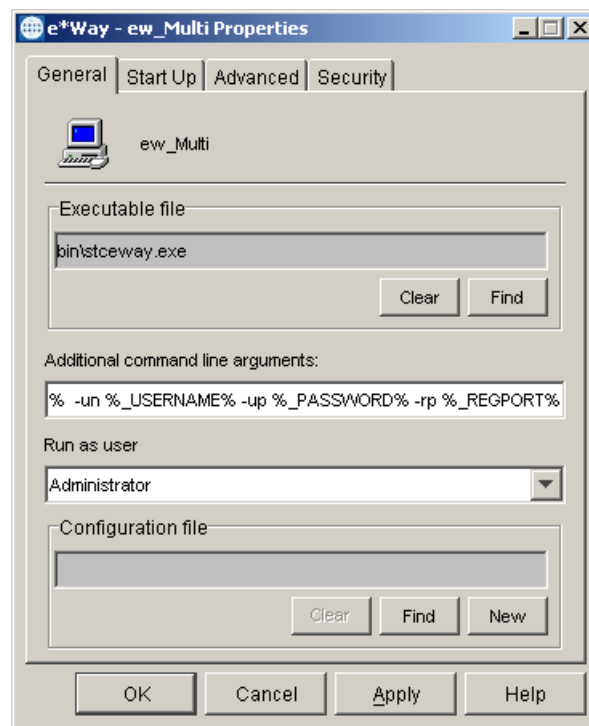 e*Way - ew_Multi Properties
General Start Up Advanced Security
ew_Multi
Executable file
bin\stceway.exe
Clear Find
Additional command line arguments:
% -un %_USERNAME% -up %_PASSWORD% -rp %_REGPORT%
Run as user
Administrator
Configuration file
Clear Find New
OK Cancel Apply Help